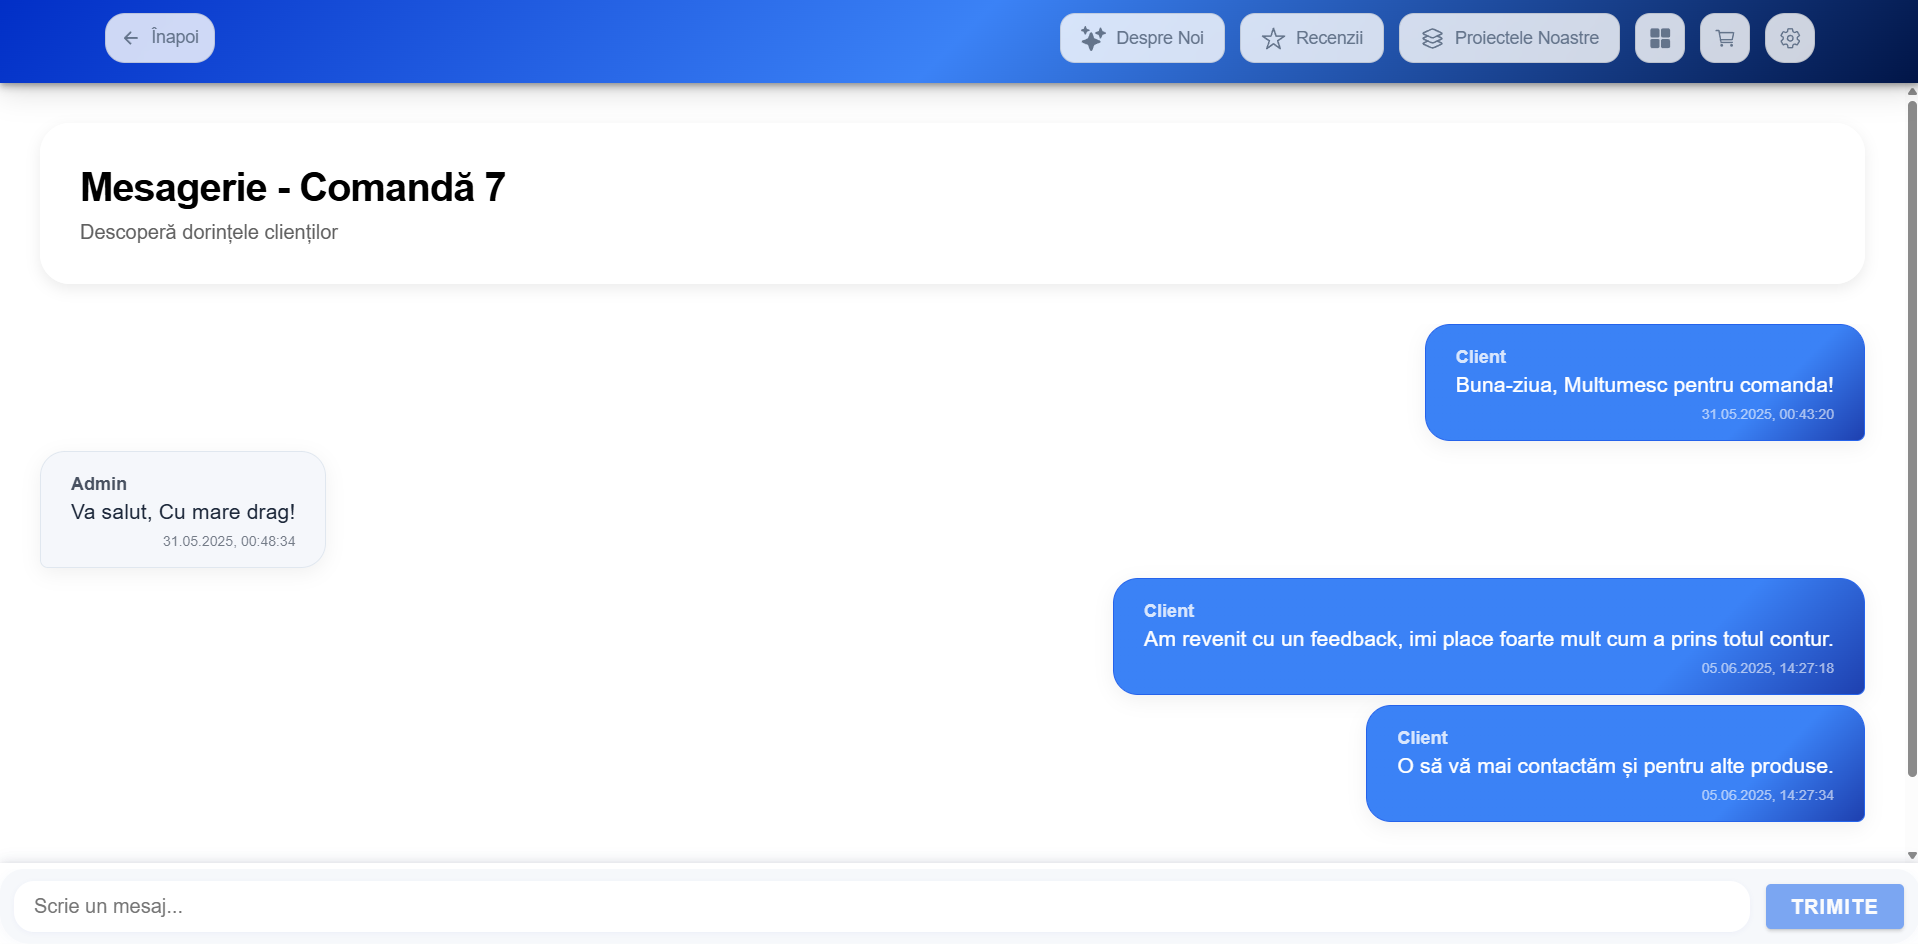 Înapoi
Despre Noi
Recenzii
Proiectele Noastre
Mesagerie - Comandă 7
Descoperă dorințele clienților
Client
Buna-ziua, Multumesc pentru comanda!
31.05.2025, 00:43:20
Admin
Va salut, Cu mare drag!
31.05.2025, 00:48:34
Client
Am revenit cu un feedback, imi place foarte mult cum a prins totul contur.
05.06.2025, 14:27:18
Client
O să vă mai contactăm și pentru alte produse.
05.06.2025, 14:27:34
Scrie un mesaj...
TRIMITE